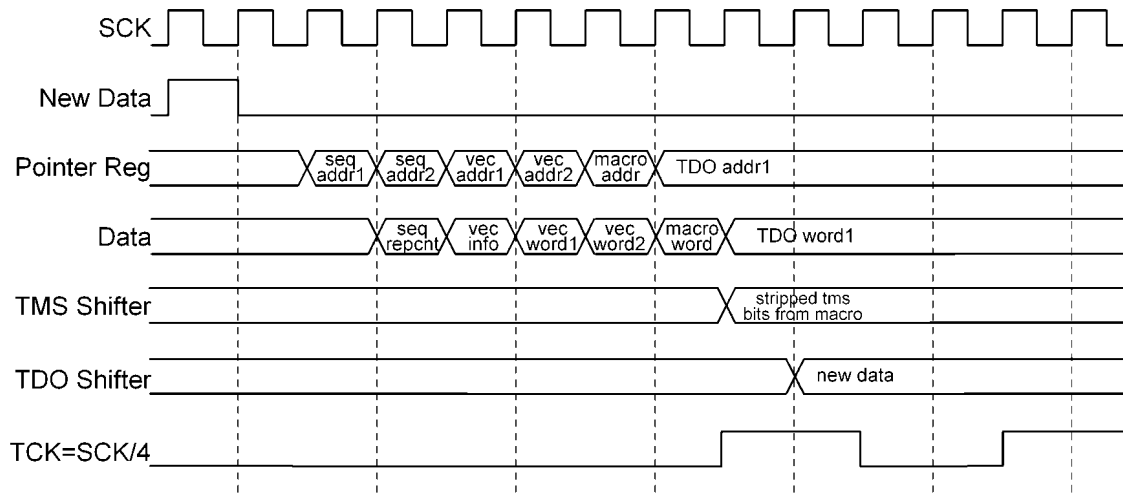 SCK
New Data
Pointer Reg
seq addr1
seq addr2
vec addr1
vec addr2
macro addr
TDO addr1
Data
seq repcnt
vec info
vec word1
vec word2
macro word
TDO word1
TMS Shifter
stripped tms
bits from macro
TDO Shifter
new data
TCK=SCK/4